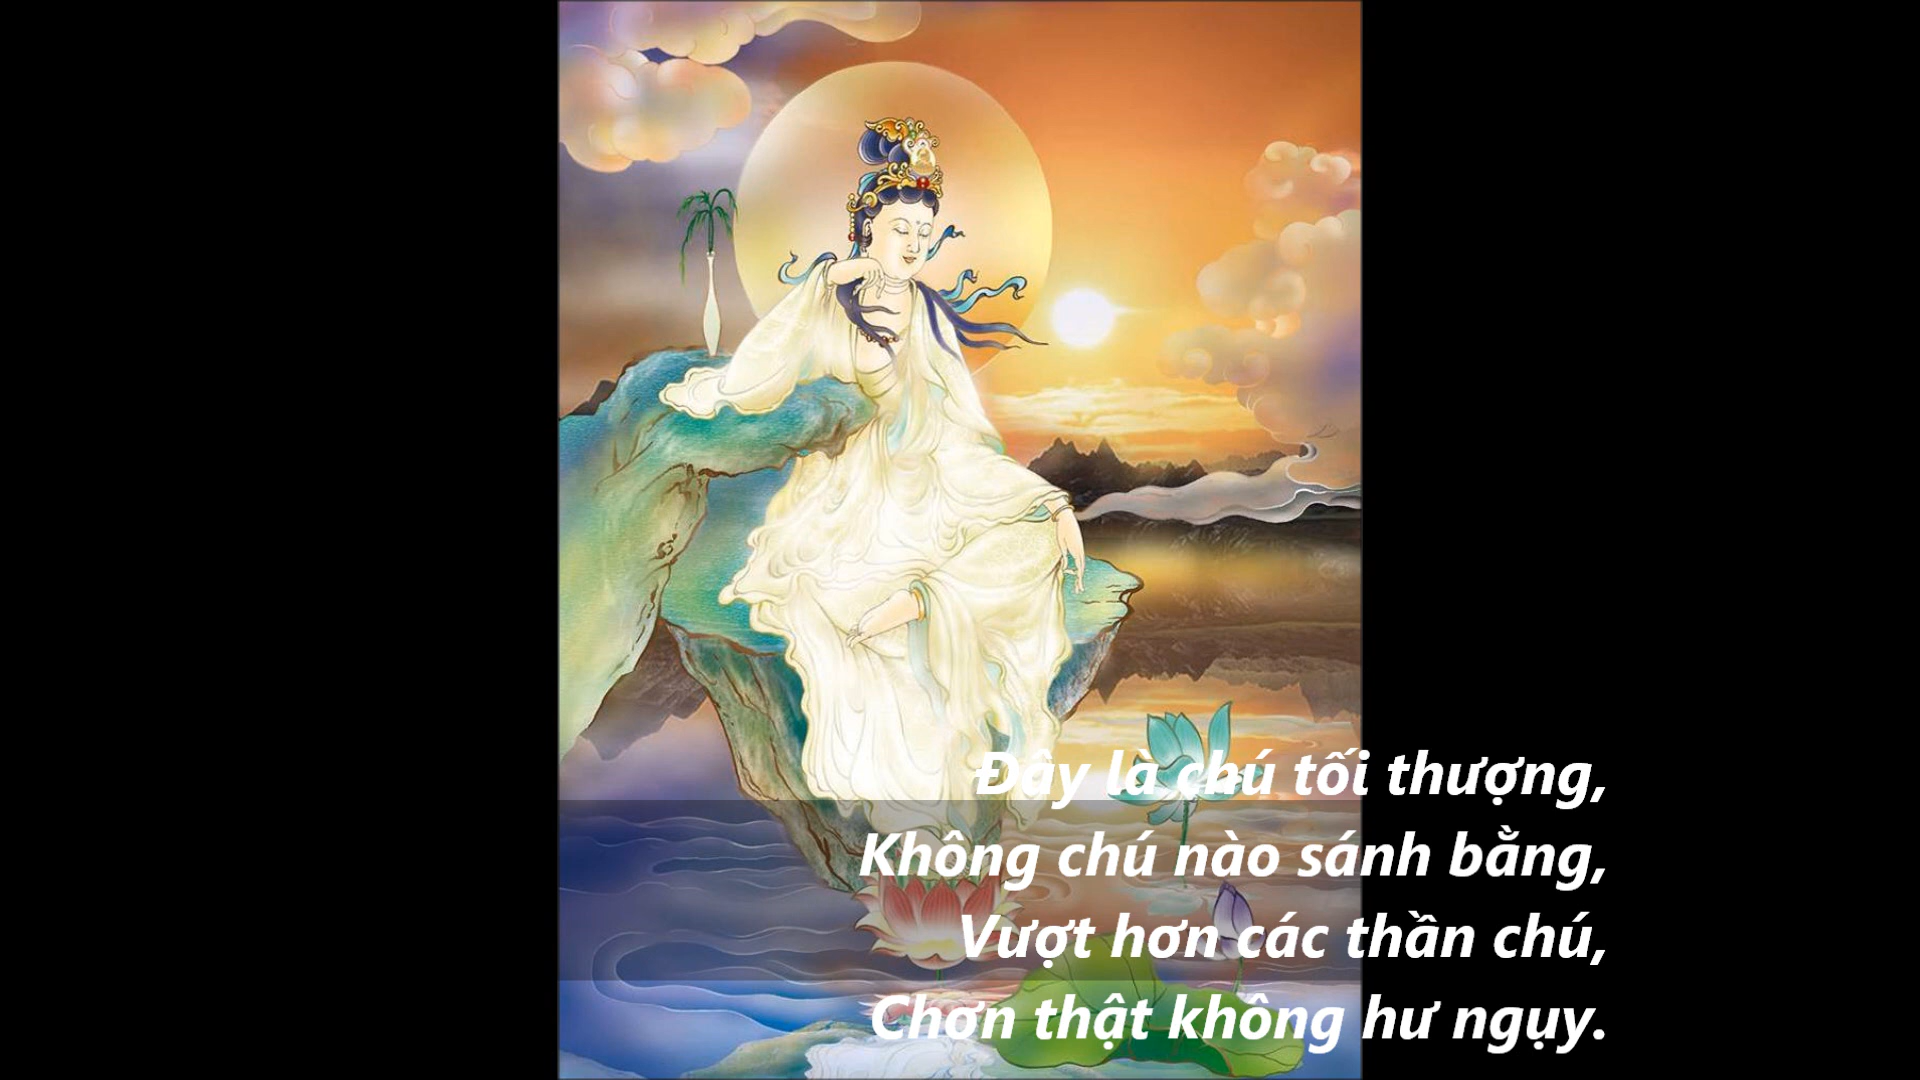 Đây là chú tối thượng,
Không chú nào sánh bằng,
Vượt hơn các thần chú,
Chơn thật không hư ngụy.